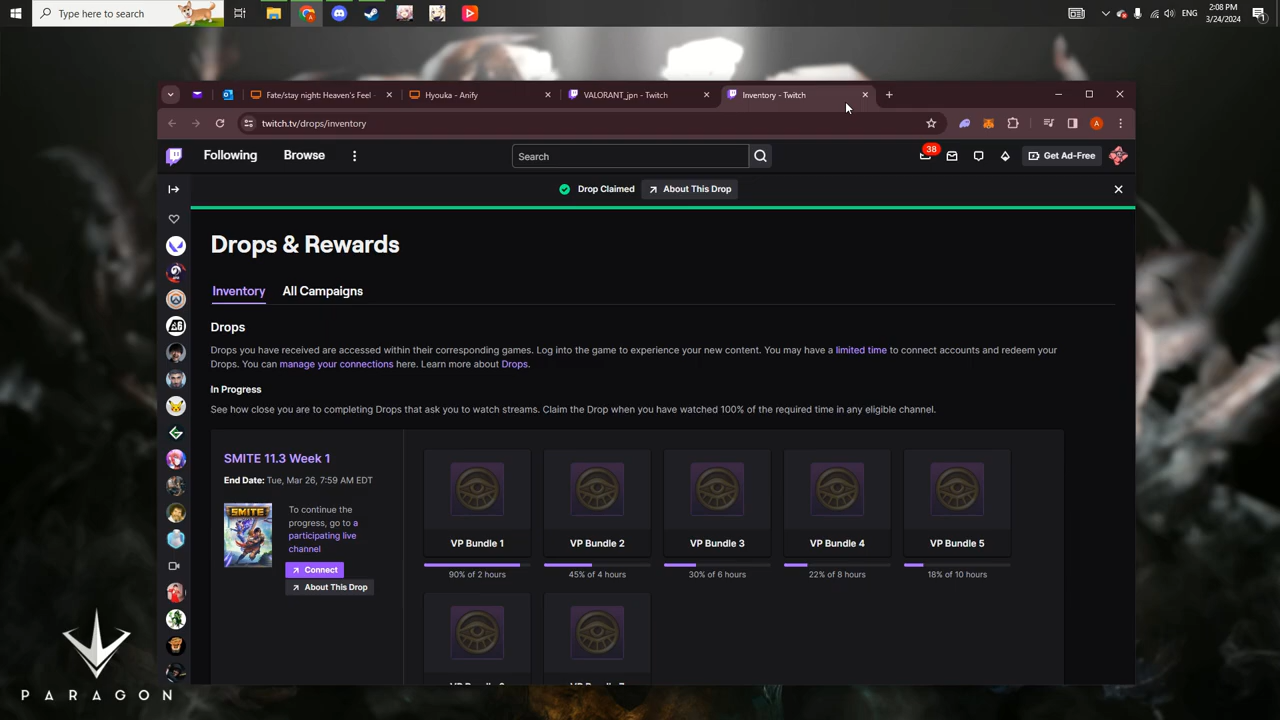 Type here to search
ENG
2:08 PM
3/24/2024
1
Fate/stay night: Heaven's Feel -
Hyouka - Anify
VALORANT_jpn - Twitch
Inventory - Twitch
twitch.tv/drops/inventory
A
Following
Browse
Search
38
Get Ad-Free
Drop Claimed
About This Drop
Drops & Rewards
Inventory
All Campaigns
Drops
Drops you have received are accessed within their corresponding games. Log into the game to experience your new content. You may have a limited time to connect accounts and redeem your
Drops. You can manage your connections here. Learn more about Drops.
In Progress
See how close you are to completing Drops that ask you to watch streams. Claim the Drop when you have watched 100% of the required time in any eligible channel.
SMITE 11.3 Week 1
End Date: Tue, Mar 26, 7:59 AM EDT
SMITE
To continue the
progress, go to a
participating live
channel
Connect
About This Drop
VP Bundle 1
90% of 2 hours
VP Bundle 2
45% of 4 hours
VP Bundle 3
30% of 6 hours
VP Bundle 4
22% of 8 hours
VP Bundle 5
18% of 10 hours
PARAGON